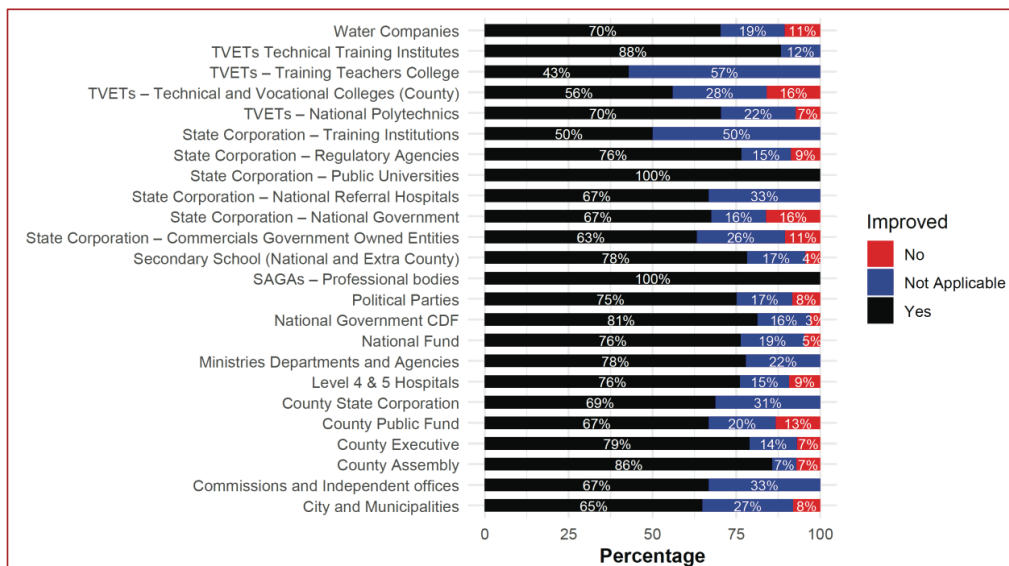 Water Companies 70% 19% 11%
TVETs Technical Training Institutes 88% 12%
TVETs – Training Teachers College 43% 57%
TVETs – Technical and Vocational Colleges (County) 56% 28% 16%
TVETs – National Polytechnics 70% 22% 7%
State Corporation – Training Institutions 50% 50%
State Corporation – Regulatory Agencies 76% 15% 9%
State Corporation – Public Universities 100%
State Corporation – National Referral Hospitals 67% 33%
State Corporation – National Government 67% 16% 16%
State Corporation – Commercials Government Owned Entities 63% 26% 11%
Secondary School (National and Extra County) 78% 17% 4%
SAGAs – Professional bodies 100%
Political Parties 75% 17% 8%
National Government CDF 81% 16% 3%
National Fund 76% 19% 5%
Ministries Departments and Agencies 78% 22%
Level 4 & 5 Hospitals 76% 15% 9%
County State Corporation 69% 31%
County Public Fund 67% 20% 13%
County Executive 79% 14% 7%
County Assembly 86% 7% 7%
Commissions and Independent offices 67% 33%
City and Municipalities 65% 27% 8%
0 25 50 75 100
Percentage
Improved
No
Not Applicable
Yes